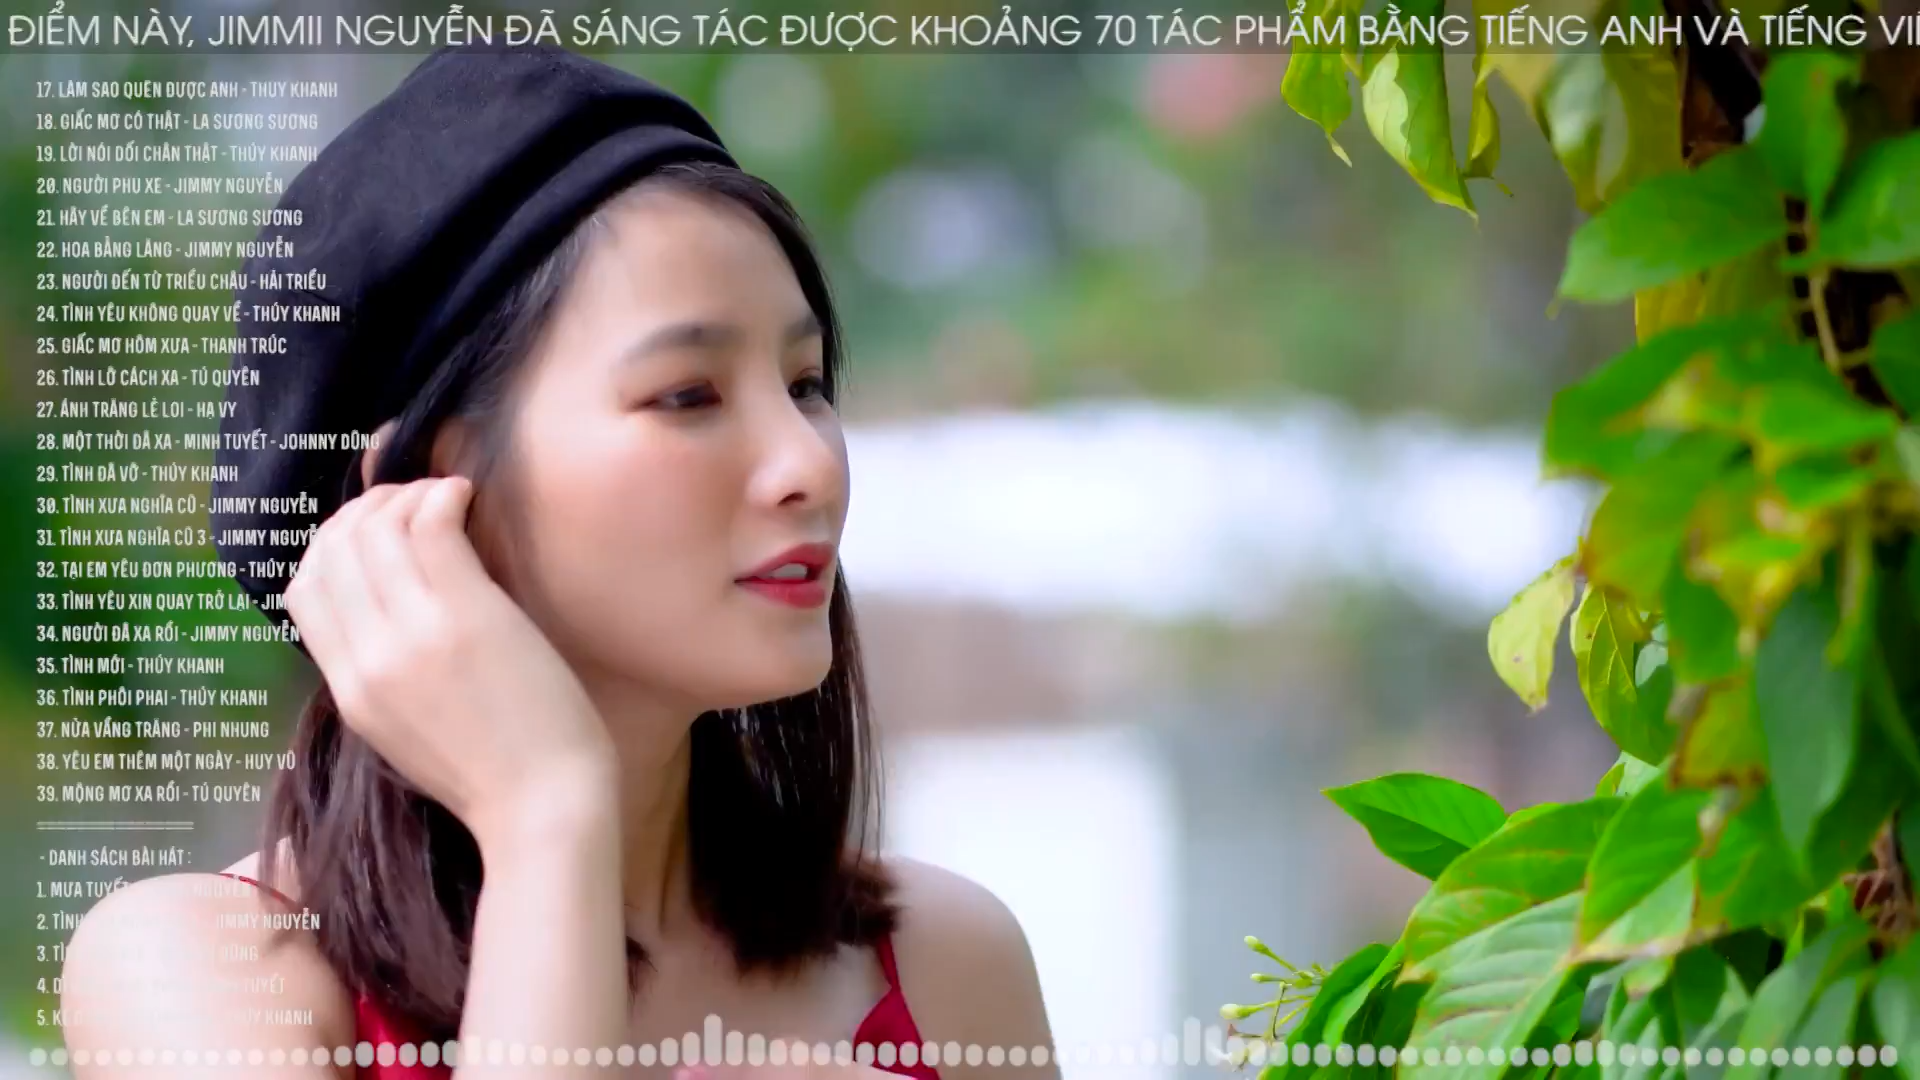 ĐIỂM NÀY, JIMMII NGUYỄN ĐÃ SÁNG TÁC ĐƯỢC KHOẢNG 70 TÁC PHẨM BẰNG TIẾNG ANH VÀ TIẾNG
17. LÀM SAO QUÊN ĐƯỢC ANH - THUY KHANH
18. GIẤC MƠ CÓ THẬT - LA SƯƠNG SƯƠNG
19. LỜI NÓI DỐI CHÂN THẬT - THÚY KHANH
20. NGƯỜI PHU XE - JIMMY NGUYỄN
21. HÃY VỀ BÊN EM - LA SƯƠNG SƯƠNG
22. HOA BẰNG LĂNG - JIMMY NGUYỄN
23. NGƯỜI ĐẾN TỪ TRIỀU CHÂU - HẢI TRIỀU
24. TÌNH YÊU KHÔNG QUAY VỀ - THÚY KHANH
25. GIẤC MƠ HÔM XƯA - THANH TRÚC
26. TÌNH LỠ CÁCH XA - TÚ QUYÊN
27. ÁNH TRĂNG LẺ LOI - HẠ VY
28. MỘT THỜI ĐÃ XA - MINH TUYẾT - JOHNNY DŨNG
29. TÌNH ĐÃ VỠ - THÚY KHANH
30. TÌNH XƯA NGHĨA CŨ - JIMMY NGUYỄN
31. TÌNH XƯA NGHĨA CŨ 3 - JIMMY NGUYỄ
32. TẠI EM YÊU ĐƠN PHƯƠNG - THÚY
33. TÌNH YÊU XIN QUAY TRỞ LẠI -
34. NGƯỜI ĐÃ XA RỒI - JIMMY NGUYỄN
35. TÌNH MỚI - THÚY KHANH
36. TÌNH PHÔI PHAI - THÚY KHANH
37. NỬA VẦNG TRĂNG - PHI NHUNG
38. YÊU EM THÊM MỘT NGÀY - HUY VŨ
39. MỘNG MƠ XA RỒI - TÚ QUYÊN
- DANH SÁCH BÀI HÁT :
1. MƯA TUYẾT
2. TÌNH JIMMY NGUYỄN
3. DŨNG
4. TUYẾT
5. KHANH